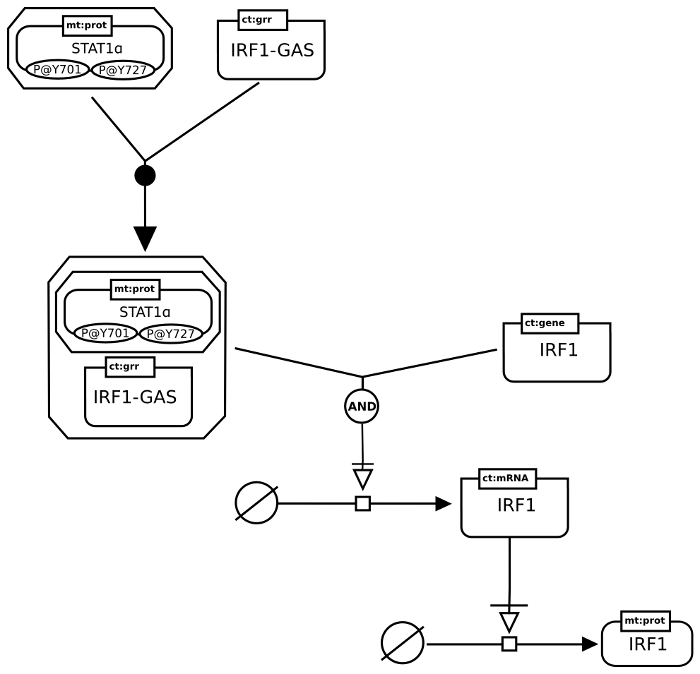 mt:prot
STAT1α
P@Y701
P@Y727
ct:grr
IRF1-GAS
mt:prot
STAT1α
P@Y701
P@Y727
ct:grr
IRF1-GAS
ct:gene
IRF1
AND
ct:mRNA
IRF1
mt:prot
IRF1